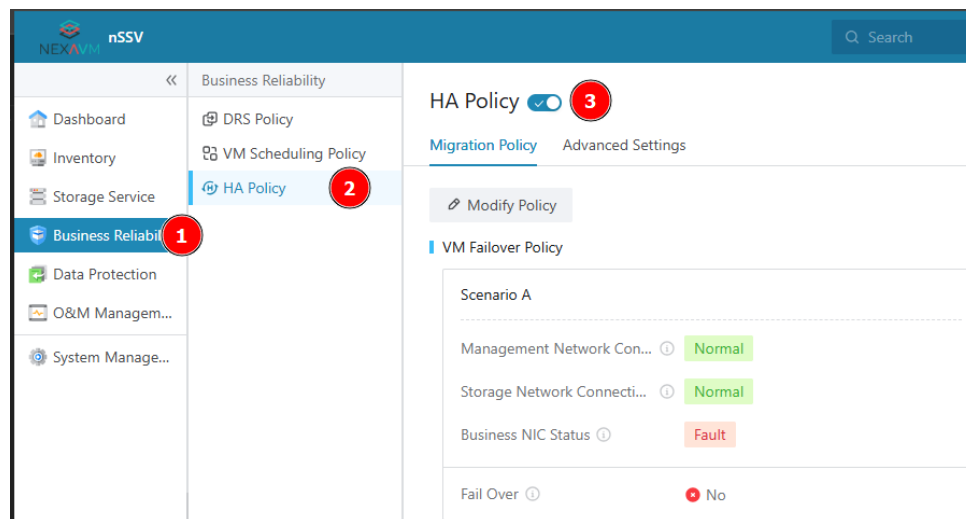 NEXAVM
nSSV
Search
Business Reliability
Dashboard
Inventory
Storage Service
Business Reliabil
1
Data Protection
O&M Managem...
System Manage...
DRS Policy
VM Scheduling Policy
HA Policy
2
HA Policy
3
Migration Policy
Advanced Settings
Modify Policy
VM Failover Policy
Scenario A
Management Network Con... Normal
Storage Network Connecti... Normal
Business NIC Status Fault
Fail Over No